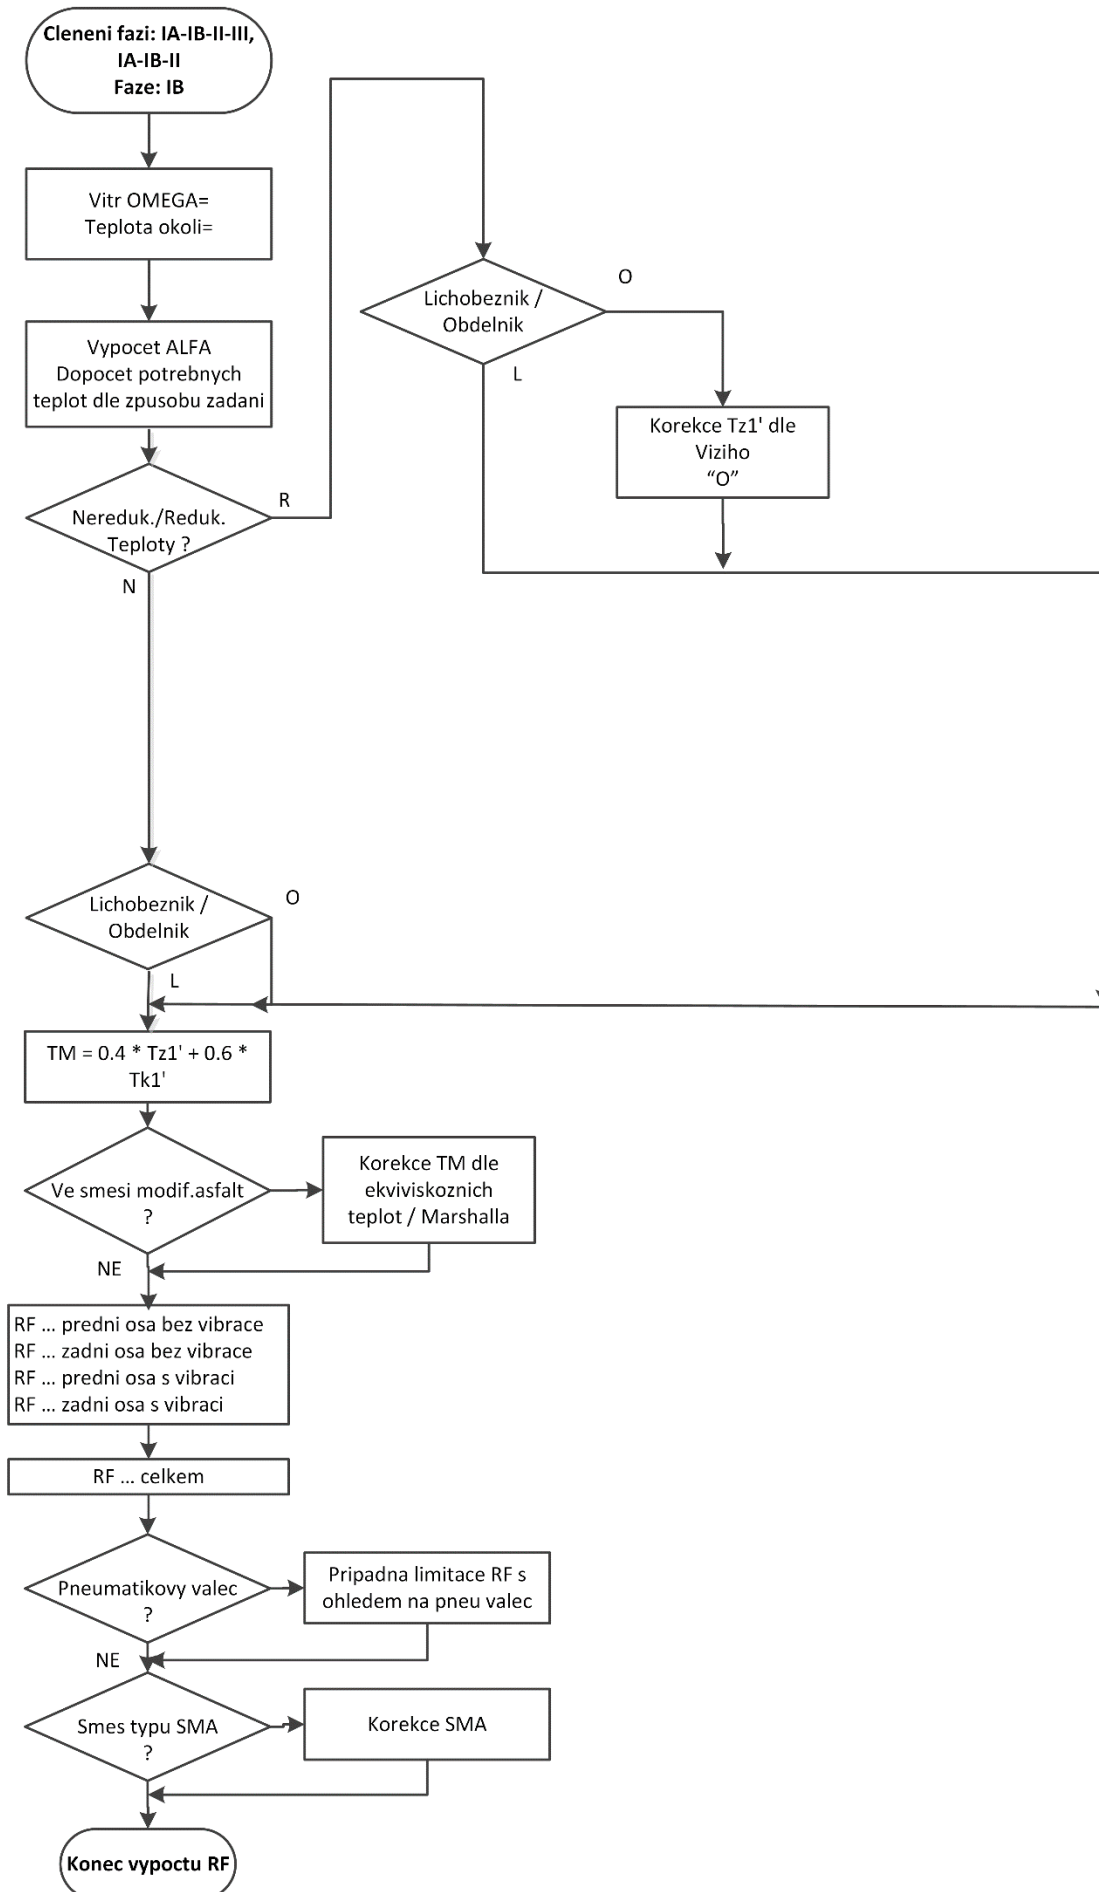 Cleneni fazi: IA-IB-II-III,
IA-IB-II
Faze: IB
Vitr OMEGA=
Teplota okoli=
Vypocet ALFA
Dopocet potrebnych
teplot dle zpusobu zadani
Nereduk./Reduk.
Teploty ?
R
N
Lichobeznik /
Obdelnik
O
L
Korekce Tz1' dle
Viziho
“O”
Lichobeznik /
Obdelnik
O
L
TM = 0.4 * Tz1' + 0.6 *
Tk1'
Ve smesi modif.asfalt
?
Korekce TM dle
ekviviskoznich
teplot / Marshalla
NE
RF ... predni osa bez vibrace
RF ... zadni osa bez vibrace
RF ... predni osa s vibraci
RF ... zadni osa s vibraci
RF ... celkem
Pneumatikovy valec
?
Pripadna limitace RF s
ohledem na pneu valec
NE
Smes typu SMA
?
Korekce SMA
Konec vypoctu RF